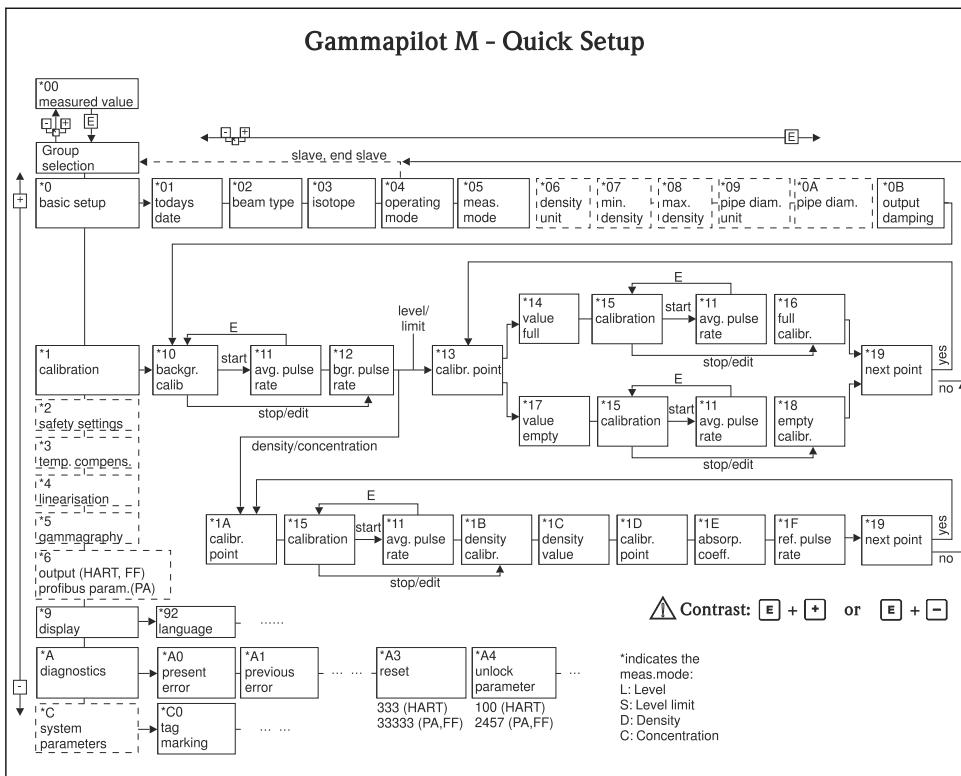 Gammapilot M - Quick Setup
*00
measured value
- +
E
Group
selection
- +
E
slave, end slave
+
*0
basic setup
*01
todays
date
*02
beam type
*03
isotope
*04
operating
mode
*05
meas.
mode
*06
density
unit
*07
min.
density
*08
max.
density
*09
pipe diam.
unit
*0A
pipe diam.
*0B
output
damping
*1
calibration
*10
backgr.
calib
start
E
*11
avg. pulse
rate
*12
bgr. pulse
rate
stop/edit
level/
limit
density/concentration
*13
calibr. point
*14
value
full
*15
calibration
start
E
*11
avg. pulse
rate
*16
full
calibr.
stop/edit
*17
value
empty
*15
calibration
start
E
*11
avg. pulse
rate
*18
empty
calibr.
stop/edit
*19
next point
yes
no
*2
safety settings
*3
temp. compens.
*4
linearisation
*5
gammagraphy
*6
output (HART, FF)
profibus param.(PA)
*1A
calibr.
point
*15
calibration
start
E
*11
avg. pulse
rate
*1B
density
calibr.
stop/edit
*1C
density
value
*1D
calibr.
point
*1E
absorp.
coeff.
*1F
ref. pulse
rate
*19
next point
yes
no
Contrast: E + + or E + −
*9
display
*92
language
......
*A
diagnostics
*A0
present
error
*A1
previous
error
... ...
*A3
reset
333 (HART)
33333 (PA,FF)
*A4
unlock
parameter
100 (HART)
2457 (PA,FF)
...
-
*C
system
parameters
*C0
tag
marking
... ...
*indicates the
meas.mode:
L: Level
S: Level limit
D: Density
C: Concentration